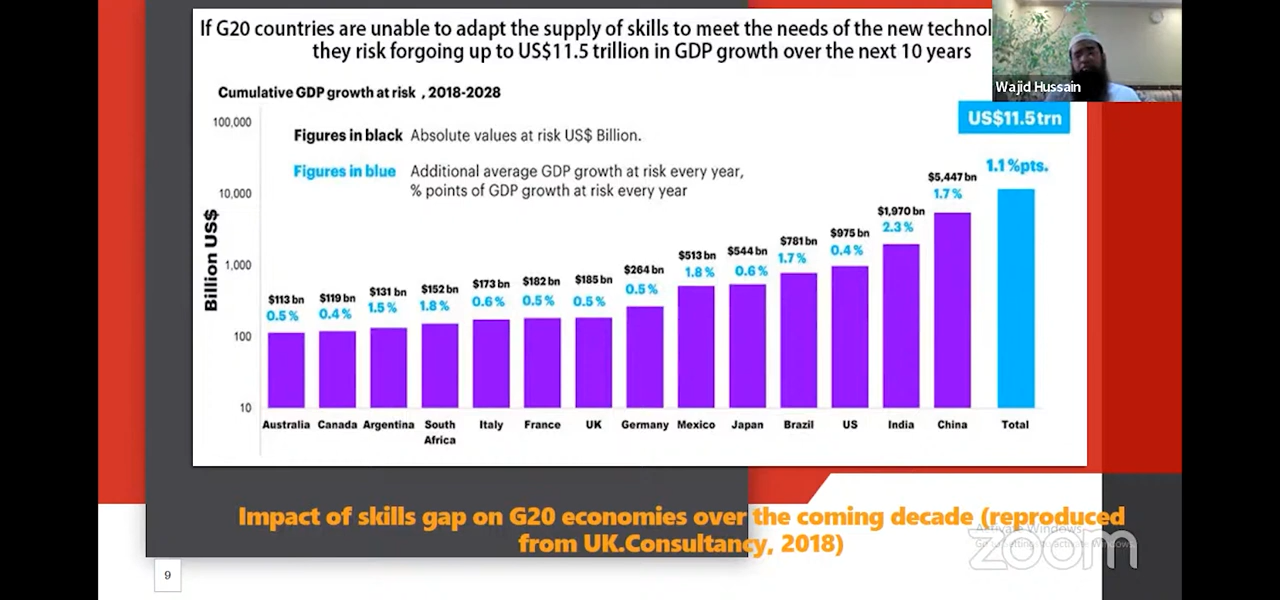 If G20 countries are unable to adapt the supply of skills to meet the needs of the new technol
they risk forgoing up to US$11.5 trillion in GDP growth over the next 10 years
Wajid Hussain
Cumulative GDP growth at risk , 2018-2028
US$11.5trn
1.1%pts.
Figures in black Absolute values at risk US$ Billion.
Figures in blue Additional average GDP growth at risk every year,
% points of GDP growth at risk every year
Billion US$
100,000
10,000
1,000
100
10
$113 bn
0.5%
$119 bn
0.4%
$131 bn
1.5%
$152 bn
1.8%
$173 bn
0.6%
$182 bn
0.5%
$185 bn
0.5%
$264 bn
0.5%
$513 bn
1.8%
$544 bn
0.6%
$781 bn
1.7%
$975 bn
0.4%
$1,970 bn
2.3%
$5,447 bn
1.7%
Australia Canada Argentina South Italy France UK Germany Mexico Japan Brazil US India China Total
Africa
Impact of skills gap on G20 economies over the coming decade (reproduced
from UK.Consultancy, 2018)
Activate Windows
Go to Settings to activate Windows.
zoom
9